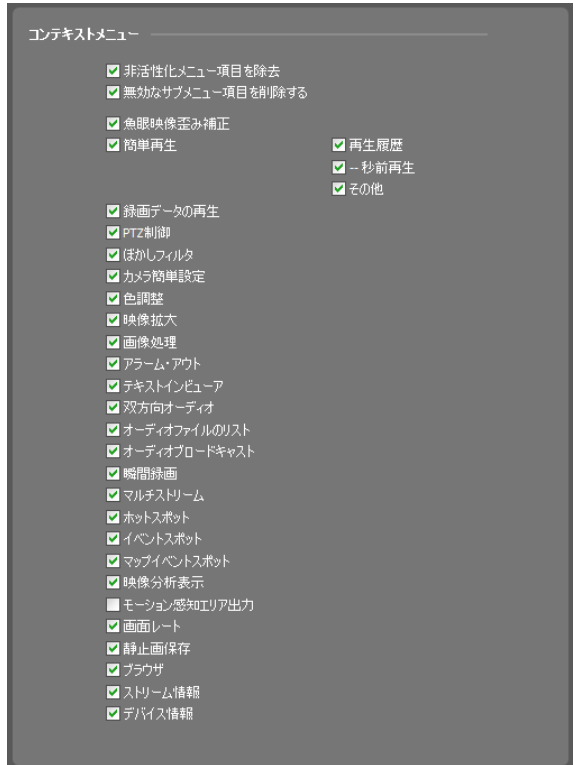 コンテキストメニュー
非活性化メニュー項目を除去
無効なサブメニュー項目を削除する
魚眼映像歪み補正
簡単再生
再生履歴
-- 秒前再生
その他
録画データの再生
PTZ制御
ぼかしフィルタ
カメラ簡単設定
色調整
映像拡大
画像処理
アラーム・アウト
テキストインビューア
双方向オーディオ
オーディオファイルのリスト
オーディオブロードキャスト
瞬間録画
マルチストリーム
ホットスポット
イベントスポット
マップイベントスポット
映像分析表示
モーション感知エリア出力
画面レート
静止画保存
ブラウザ
ストリーム情報
デバイス情報